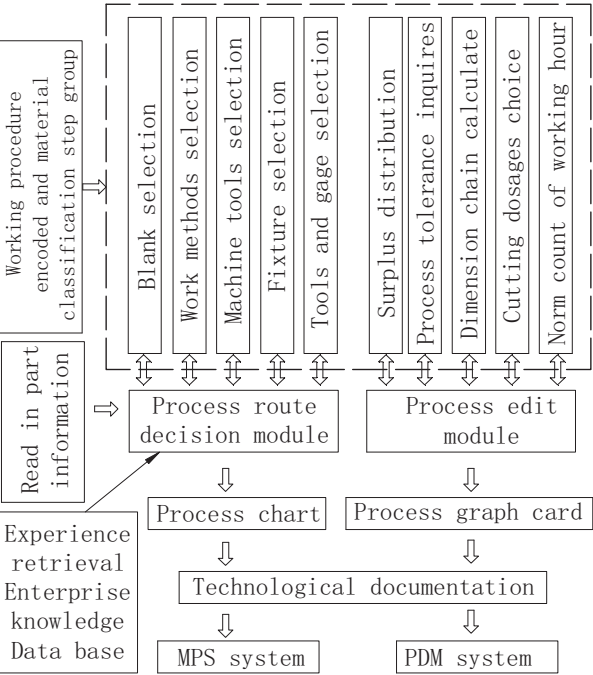 Working procedure
encoded and material
classification step group
Blank selection
Work methods selection
Machine tools selection
Fixture selection
Tools and gage selection
Surplus distribution
Process tolerance inquires
Dimension chain calculate
Cutting dosages choice
Norm count of working hour
Read in part
information
Process route
decision module
Process edit
module
Experience
retrieval
Enterprise
knowledge
Data base
Process chart
Process graph card
Technological documentation
MPS system
PDM system